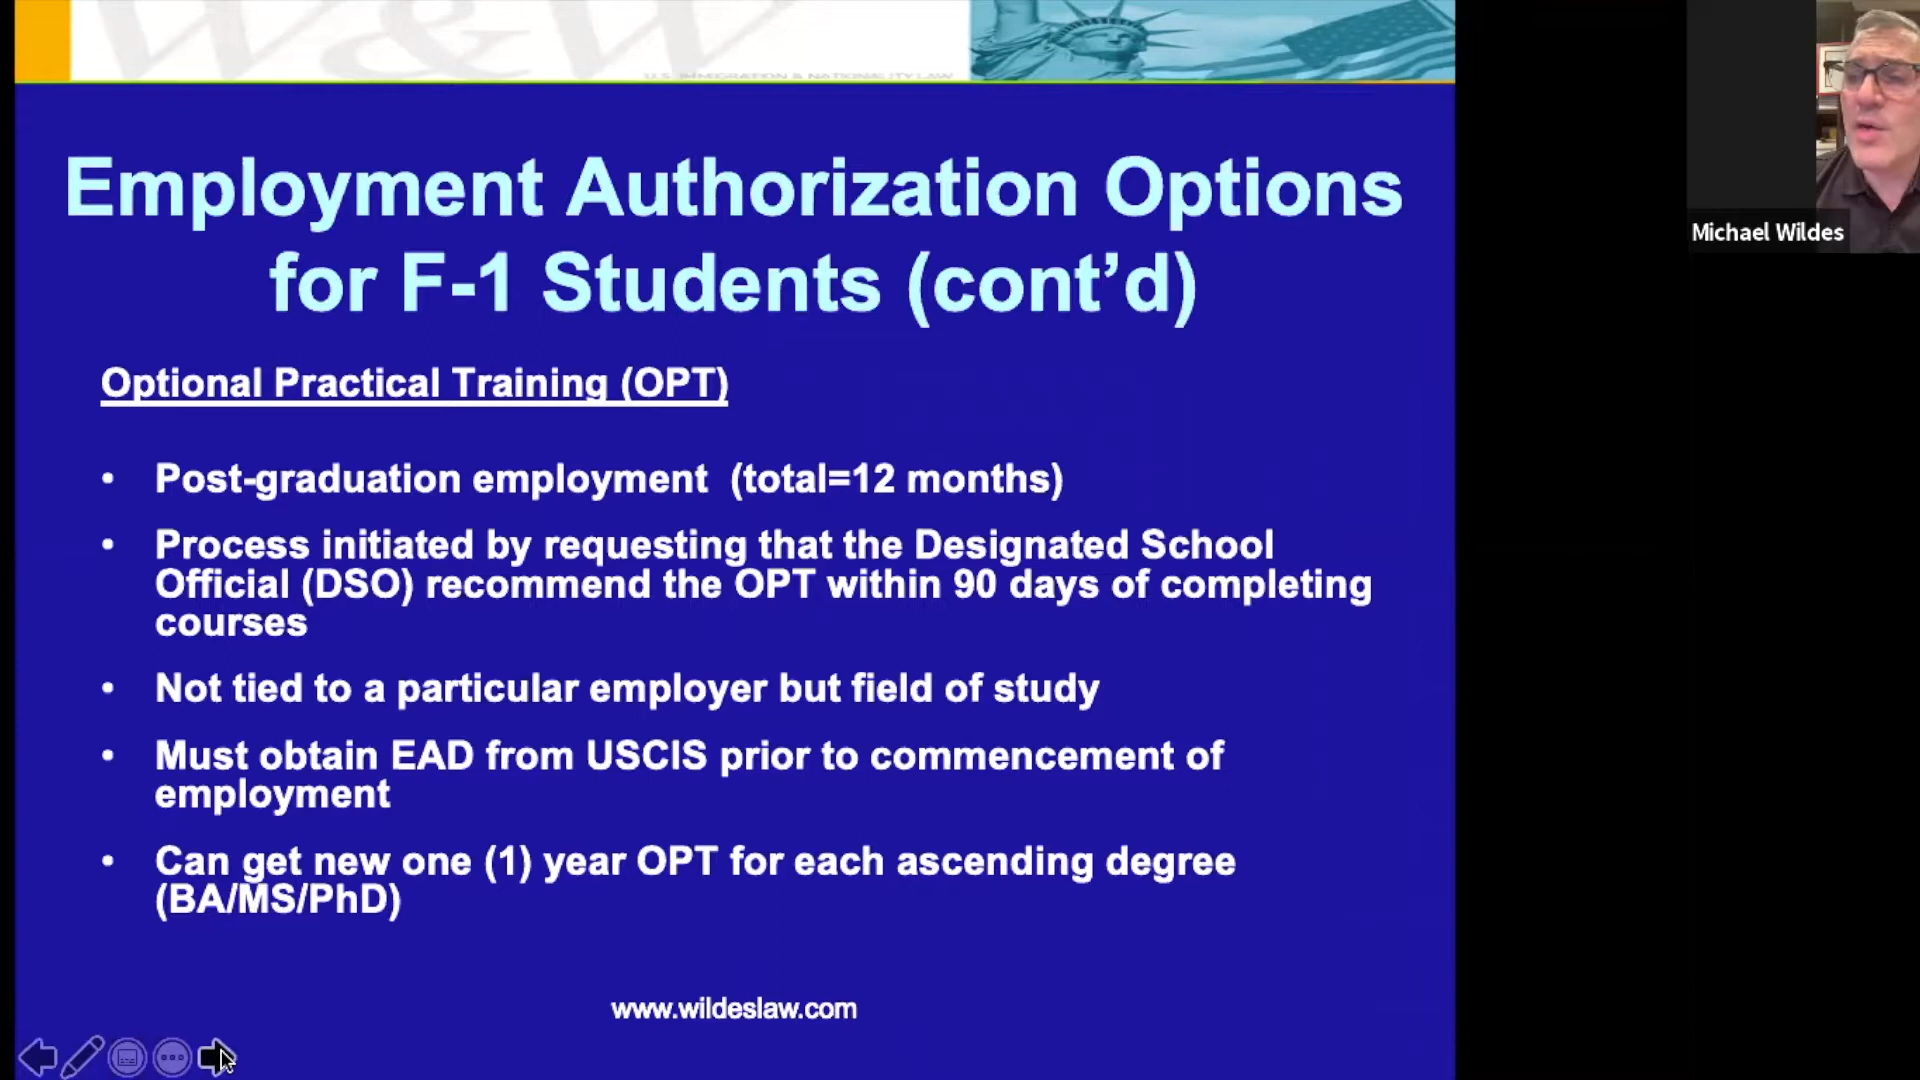 W&W
U.S. IMMIGRATION & NATIONALITY LAW
Employment Authorization Options
for F-1 Students (cont’d)
Michael Wildes
Optional Practical Training (OPT)
• Post-graduation employment (total=12 months)
• Process initiated by requesting that the Designated School
Official (DSO) recommend the OPT within 90 days of completing
courses
• Not tied to a particular employer but field of study
• Must obtain EAD from USCIS prior to commencement of
employment
• Can get new one (1) year OPT for each ascending degree
(BA/MS/PhD)
www.wildeslaw.com